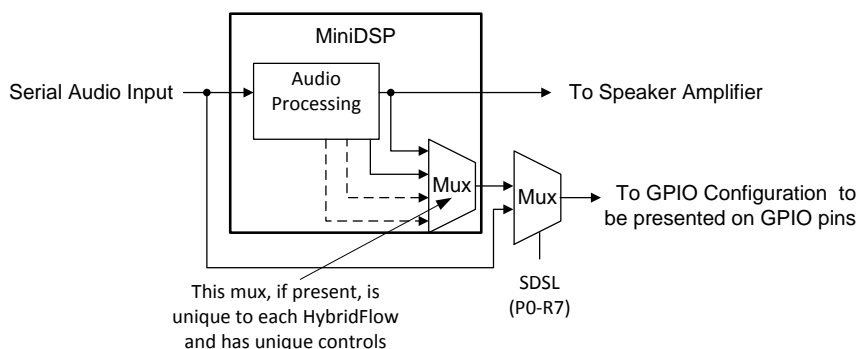 MiniDSP
Audio
Processing
Serial Audio Input
To Speaker Amplifier
Mux
Mux
To GPIO Configuration to
be presented on GPIO pins
SDSL
(P0-R7)
This mux, if present, is
unique to each HybridFlow
and has unique controls